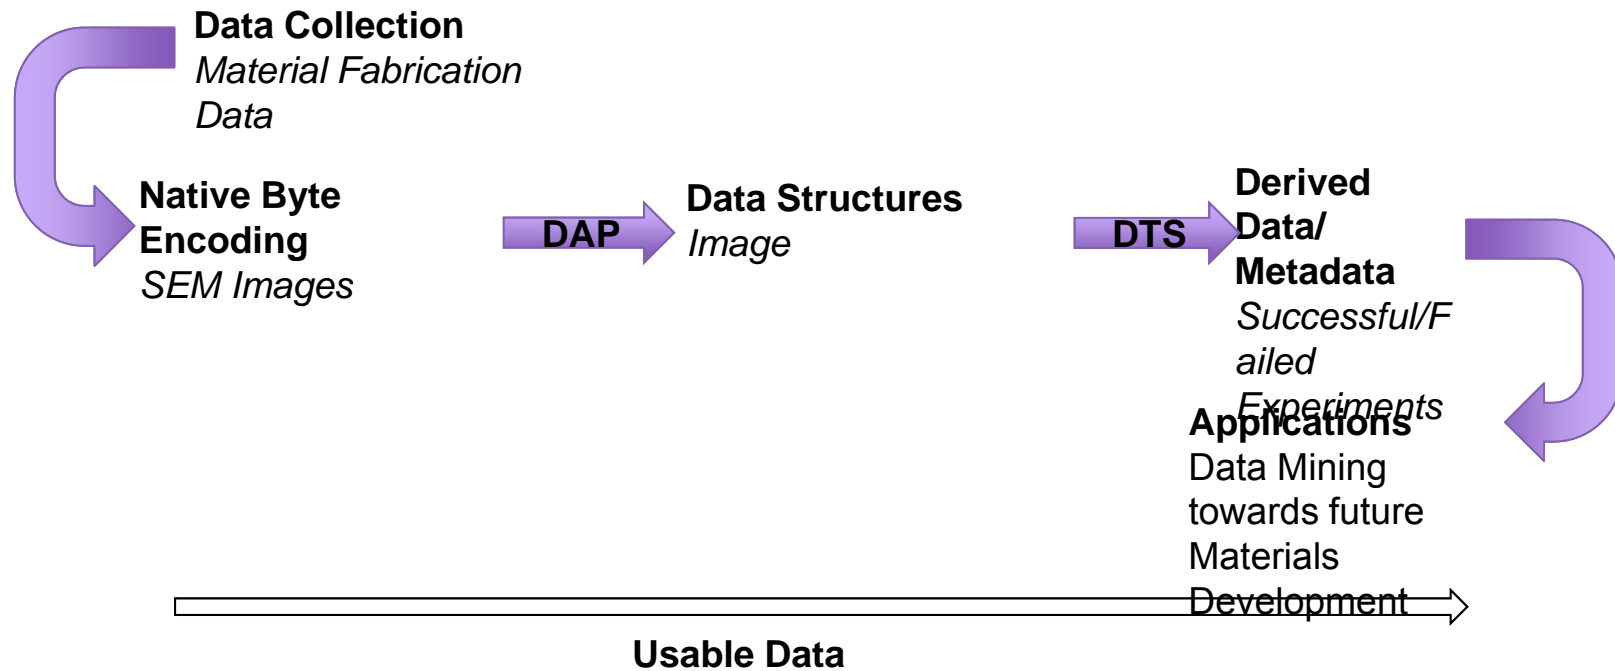 Data Collection
Material Fabrication
Data
Native Byte
Encoding
SEM Images
DAP
Data Structures
Image
DTS
Derived
Data/
Metadata
Successful/F
ailed
Experiments
Applications
Data Mining
towards future
Materials
Development
Usable Data